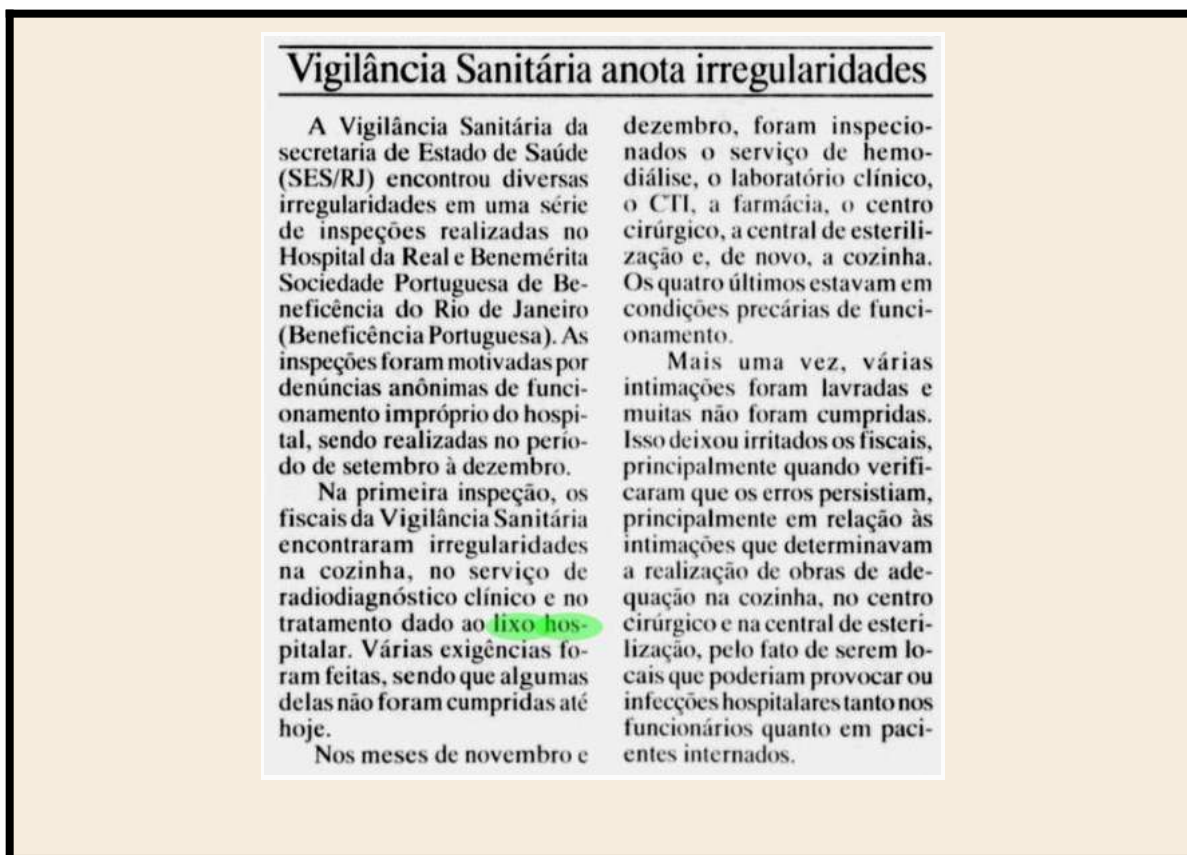 Vigilância Sanitária anota irregularidades
A Vigilância Sanitária da
secretaria de Estado de Saúde
(SES/RJ) encontrou diversas
irregularidades em uma série
de inspeções realizadas no
Hospital da Real e Benemérita
Sociedade Portuguesa de Be-
neficência do Rio de Janeiro
(Beneficência Portuguesa). As
inspeções foram motivadas por
denúncias anônimas de funci-
onamento impróprio do hospi-
tal, sendo realizadas no perío-
do de setembro à dezembro.
Na primeira inspeção, os
fiscais da Vigilância Sanitária
encontraram irregularidades
na cozinha, no serviço de
radiodiagnóstico clínico e no
tratamento dado ao lixo hos-
pitalar. Várias exigências fo-
ram feitas, sendo que algumas
delas não foram cumpridas até
hoje.
Nos meses de novembro e
dezembro, foram inspecio-
nados o serviço de hemo-
diálise, o laboratório clínico,
o CTI, a farmácia, o centro
cirúrgico, a central de esterili-
zação e, de novo, a cozinha.
Os quatro últimos estavam em
condições precárias de funci-
onamento.
Mais uma vez, várias
intimações foram lavradas e
muitas não foram cumpridas.
Isso deixou irritados os fiscais,
principalmente quando verifi-
caram que os erros persistiam,
principalmente em relação às
intimações que determinavam
a realização de obras de ade-
quação na cozinha, no centro
cirúrgico e na central de esteri-
lização, pelo fato de serem lo-
cais que poderiam provocar ou
infecções hospitalares tanto nos
funcionários quanto em paci-
entes internados.